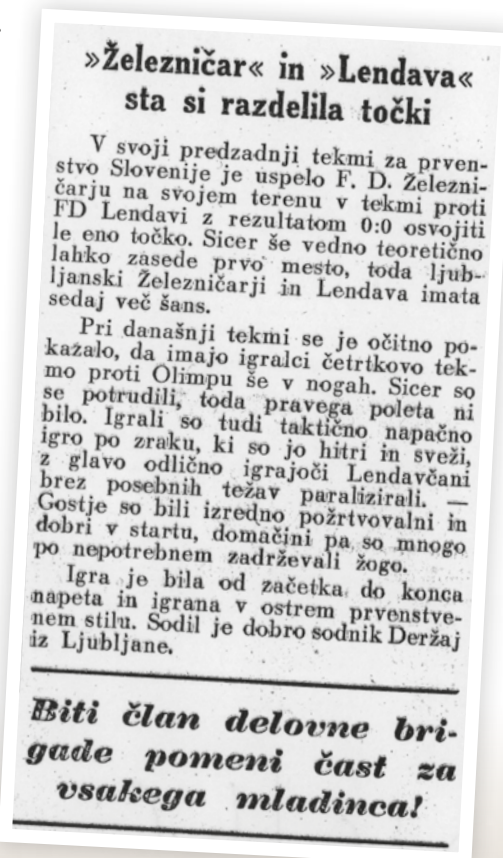 »Železničar« in »Lendava«
sta si razdelila točki
V svoji predzadnji tekmi za prven-
stvo Slovenije je uspelo F. D. Železni-
čarju na svojem terenu v tekmi proti
FD Lendavi z rezultatom 0:0 osvojiti
le eno točko. Sicer še vedno teoretično
lahko zasede prvo mesto, toda ljub-
ljanski Železničarji in Lendava imata
sedaj več šans.
Pri današnji tekmi se je očitno po-
kazalo, da imajo igralci četrtkovo tek-
mo proti Olimpu še v nogah. Sicer so
se potrudili, toda pravega poleta ni
bilo. Igrali so tudi taktično napačno
igro po zraku, ki so jo hitri in sveži,
z glavo odlično igrajoči Lendavčani
brez posebnih težav paralizirali. —
Gostje so bili izredno požrtvovalni in
dobri v startu, domačini pa so mnogo
po nepotrebnem zadrževali žogo.
Igra je bila od začetka do konca
napeta in igrana v ostrem prvenstve-
nem stilu. Sodil je dobro sodnik Deržaj
iz Ljubljane.
Biti član delovne bri-
gade pomeni čast za
vsakega mladinca!